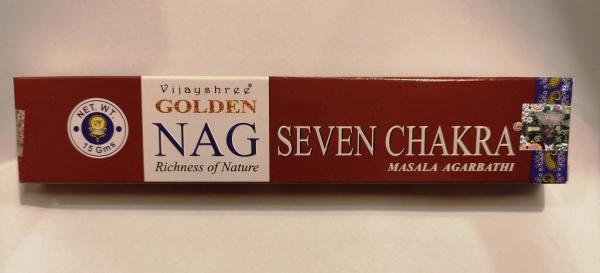 NET. WT.
15 Gms
Vijayshree
GOLDEN
NAG
Richness of Nature
SEVEN CHAKRA©
MASALA AGARBATHI